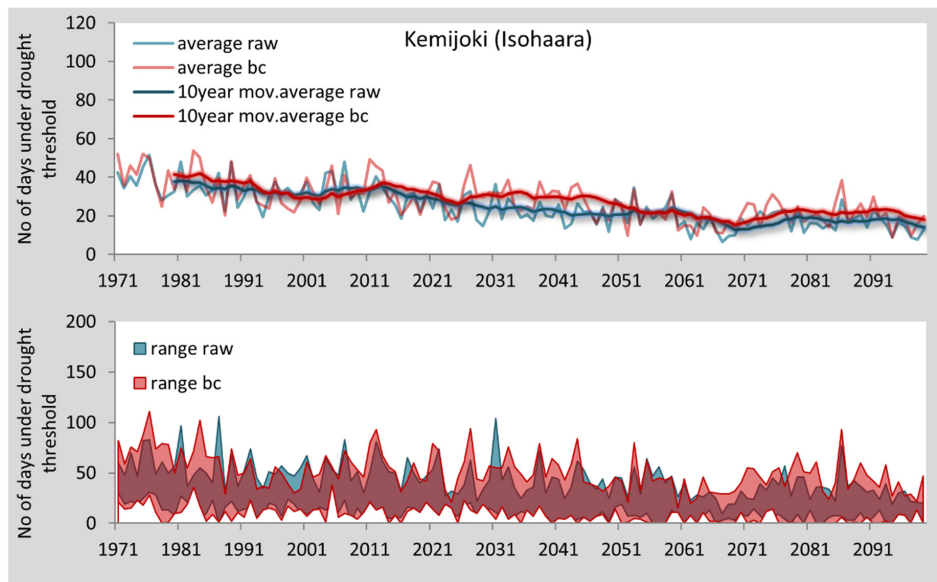 Kemijoki (Isohaara)
No of days under drought
threshold
120
100
80
60
40
20
0
average raw
average bc
10year mov.average raw
10year mov.average bc
1971 1981 1991 2001 2011 2021 2031 2041 2051 2061 2071 2081 2091
No of days under drought
threshold
200
150
100
50
0
range raw
range bc
1971 1981 1991 2001 2011 2021 2031 2041 2051 2061 2071 2081 2091